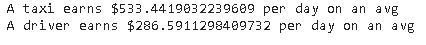 A taxi earns $533.4419032239609 per day on an avg
A driver earns $286.5911298409732 per day on an avg